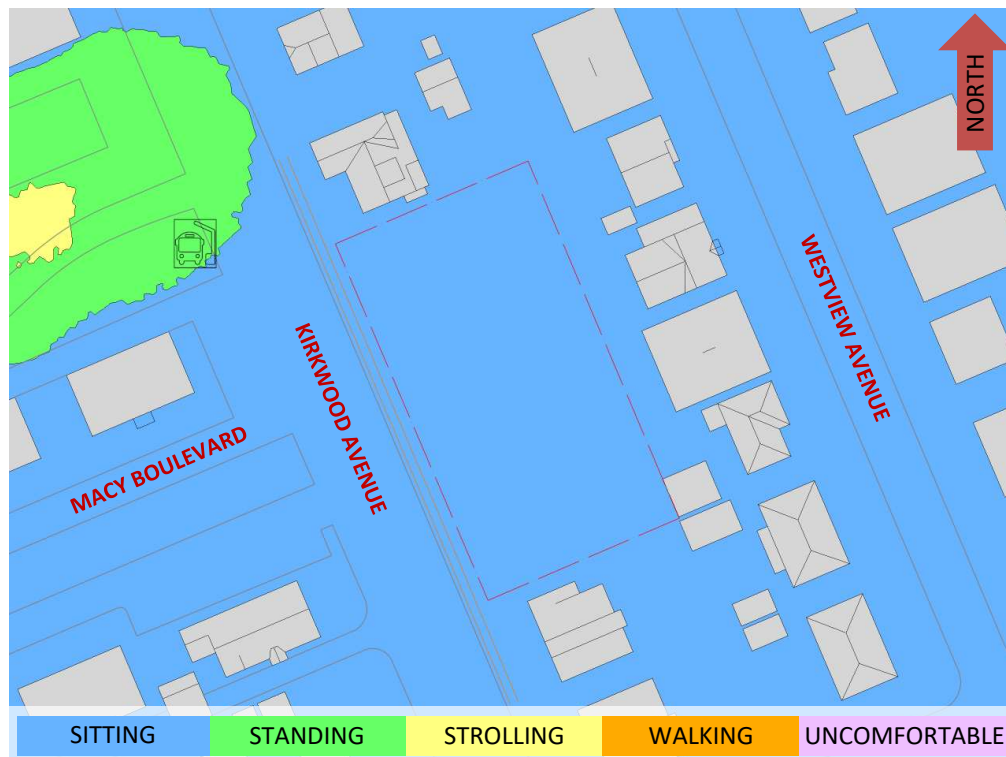 NORTH
WESTVIEW AVENUE
KIRKWOOD AVENUE
MACY BOULEVARD
SITTING STANDING STROLLING WALKING UNCOMFORTABLE